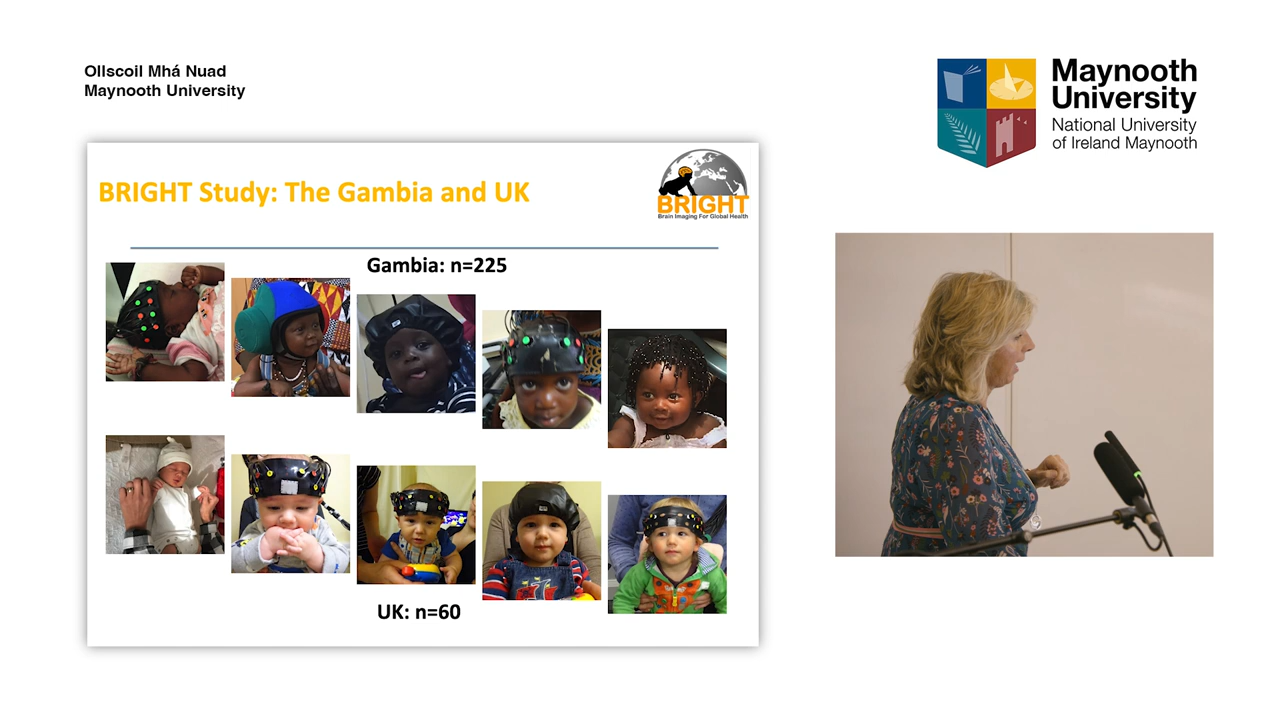 Ollscoil Mhá Nuad
Maynooth University
Maynooth
University
National University
of Ireland Maynooth
BRIGHT Study: The Gambia and UK
BRIGHT
Brain Imaging For Global Health
Gambia: n=225
UK: n=60